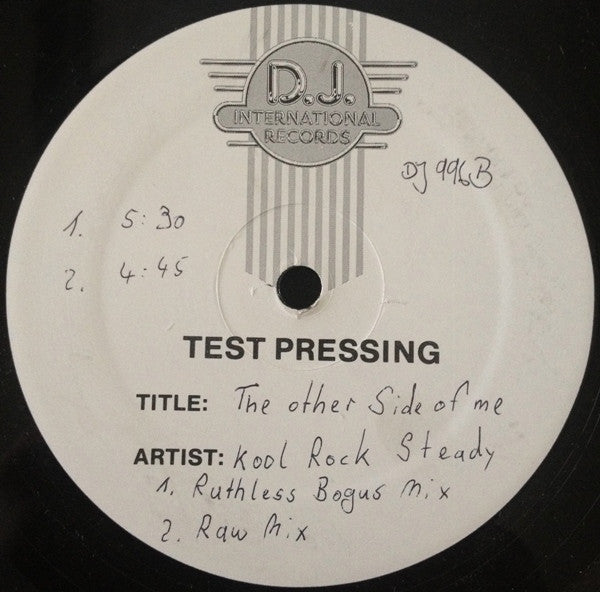 D.J.
INTERNATIONAL
RECORDS
DJ 996B
1. 5:30
2. 4:45
TEST PRESSING
TITLE: The other Side of me
ARTIST: Kool Rock Steady
1. Ruthless Bogus Mix
2. Raw Mix